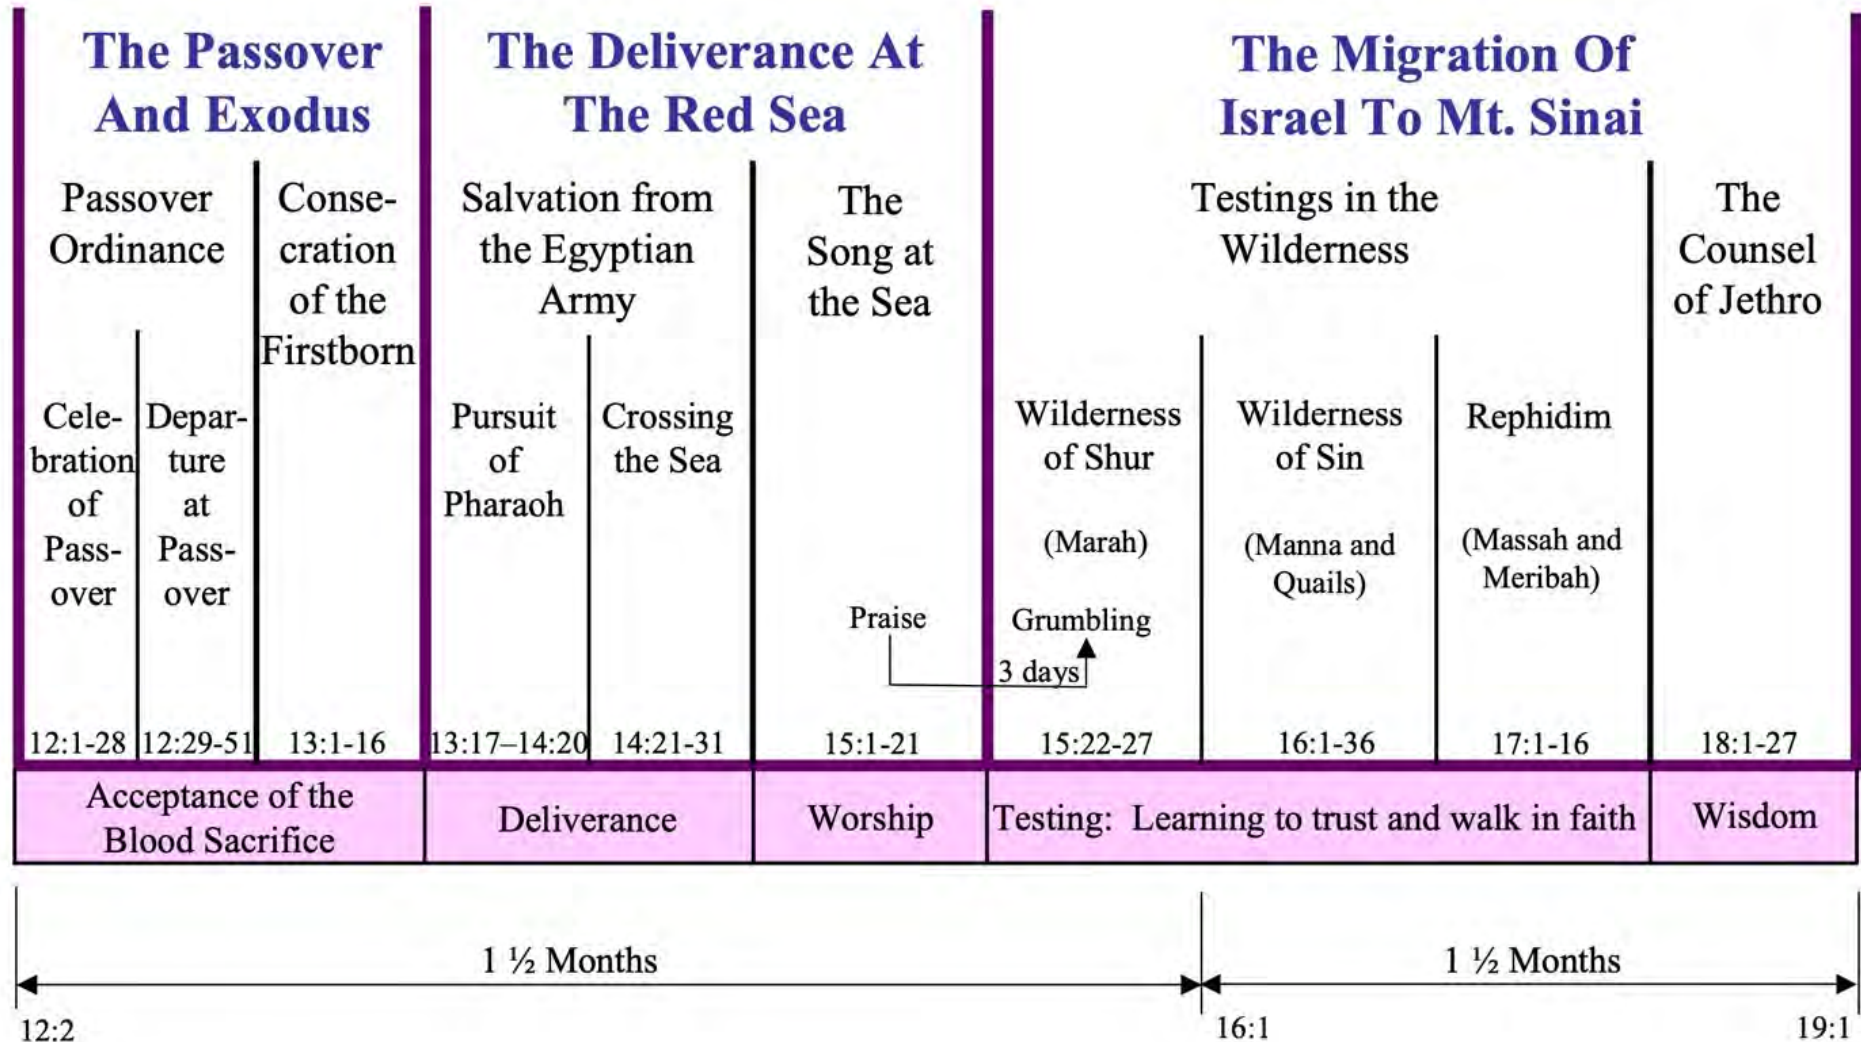 The Passover
And Exodus
The Deliverance At
The Red Sea
The Migration Of
Israel To Mt. Sinai
Passover
Ordinance
Conse-
cration
of the
Firstborn
Salvation from
the Egyptian
Army
The
Song at
the Sea
Testings in the
Wilderness
The
Counsel
of Jethro
Cele-
bration
of
Pass-
over
Depar-
ture
at
Pass-
over
Pursuit
of
Pharaoh
Crossing
the Sea
Wilderness
of Shur
(Marah)
Wilderness
of Sin
(Manna and
Quails)
Rephidim
(Massah and
Meribah)
Praise
Grumbling
3 days
12:1-28
12:29-51
13:1-16
13:17–14:20
14:21-31
15:1-21
15:22-27
16:1-36
17:1-16
18:1-27
Acceptance of the
Blood Sacrifice
Deliverance
Worship
Testing: Learning to trust and walk in faith
Wisdom
1 ½ Months
1 ½ Months
12:2
16:1
19:1